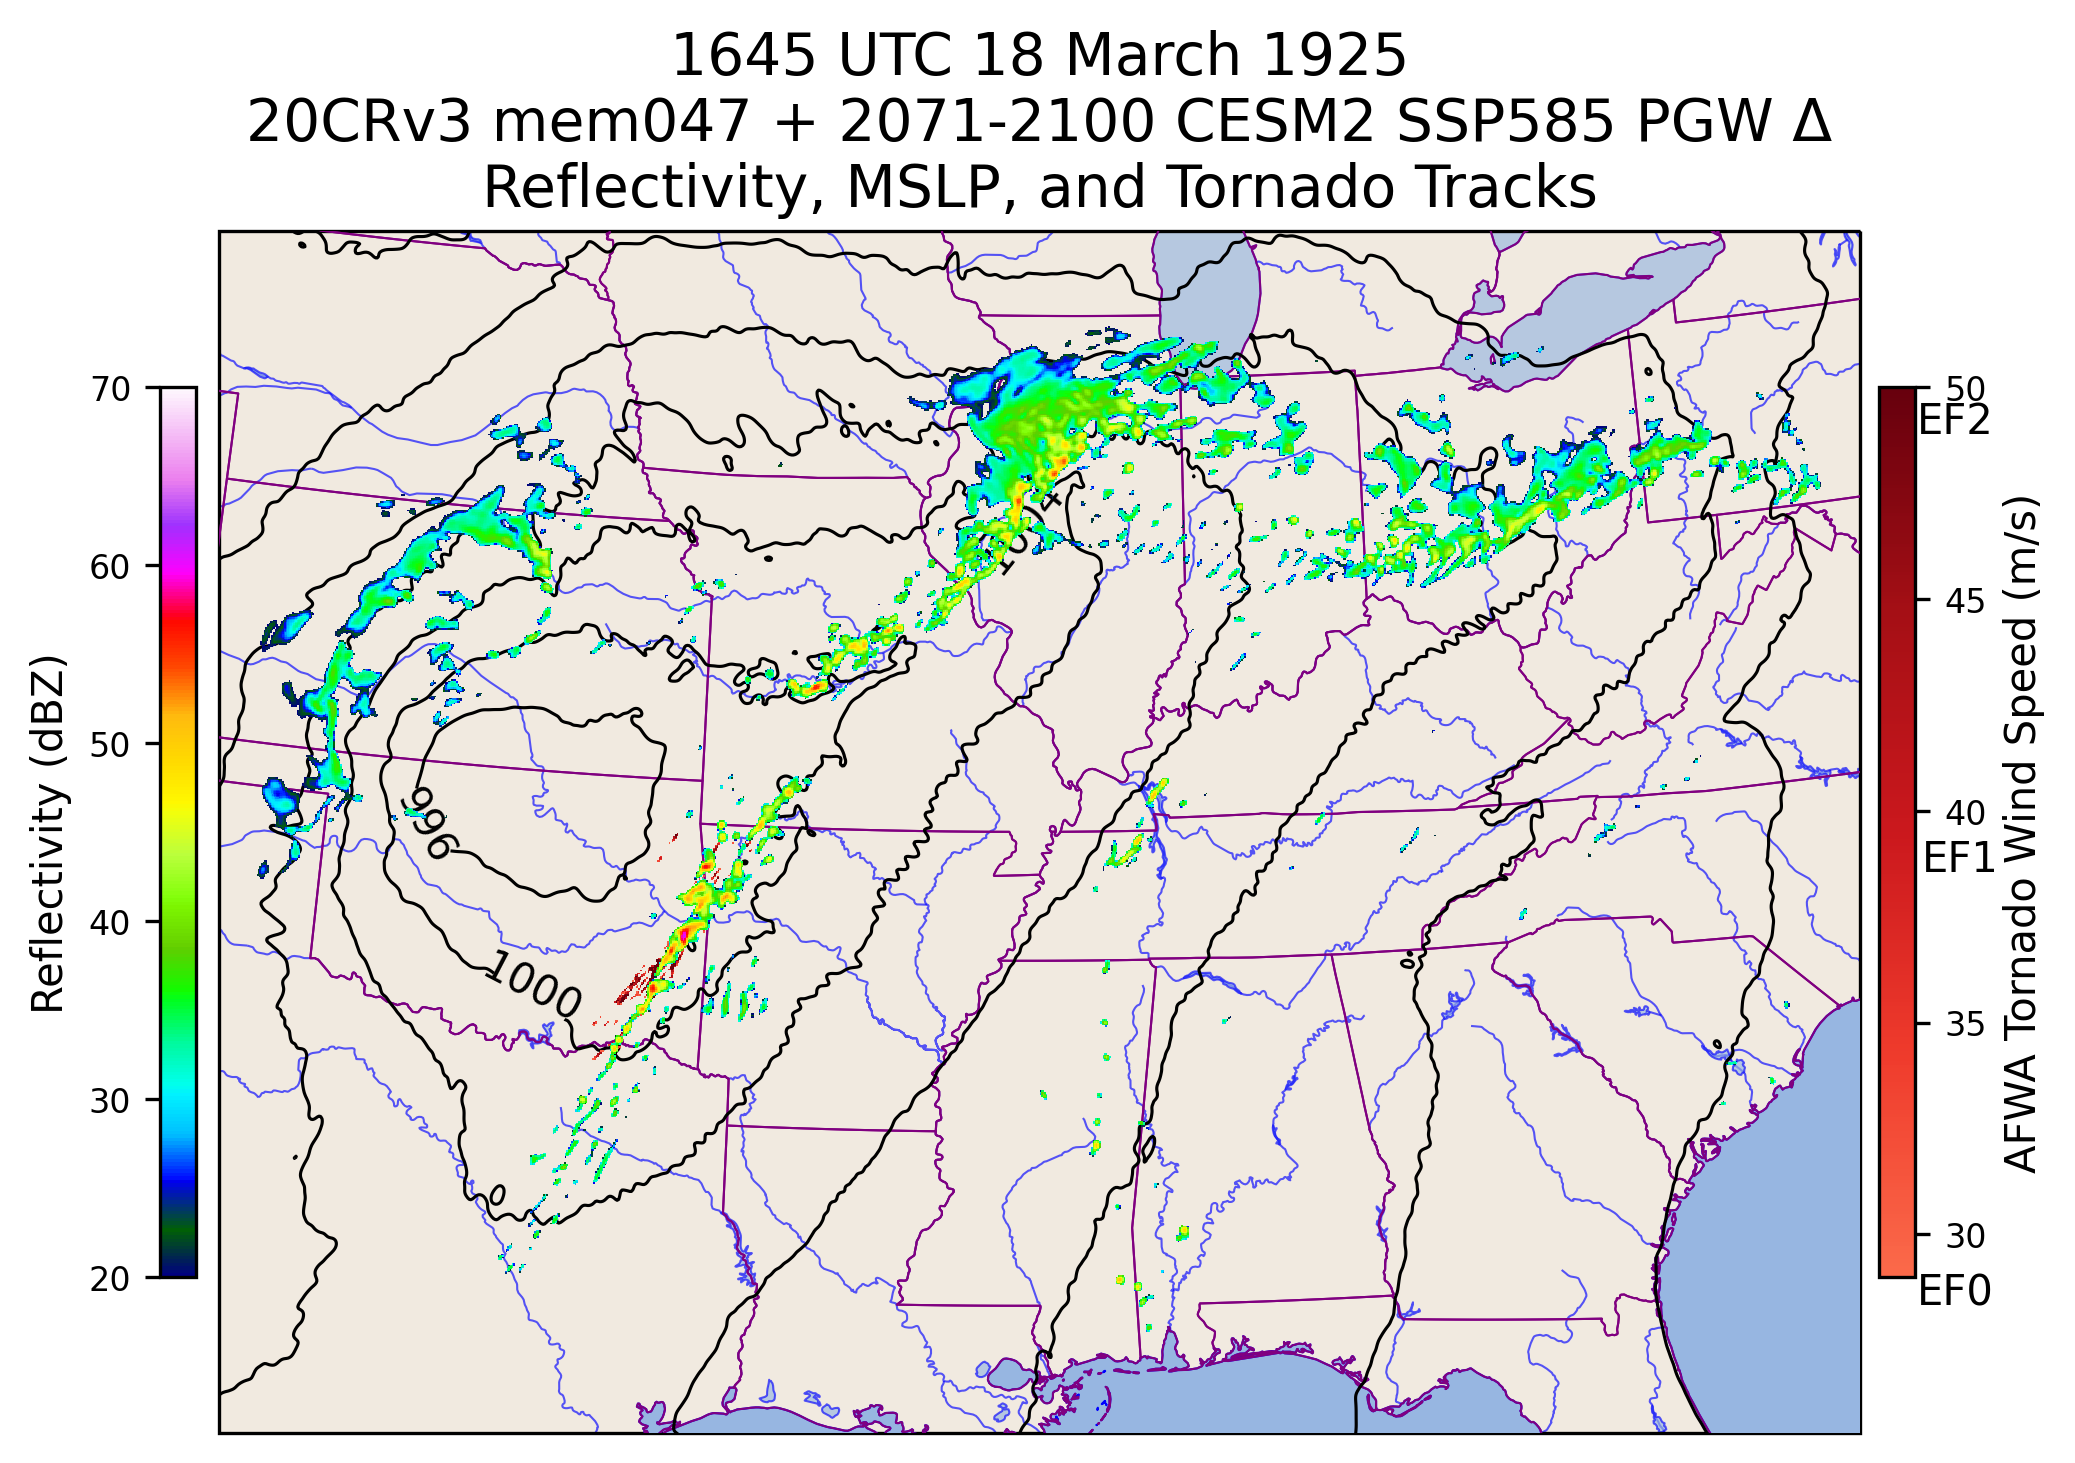 1645 UTC 18 March 1925
20CRv3 mem047 + 2071-2100 CESM2 SSP585 PGW Δ
Reflectivity, MSLP, and Tornado Tracks
Reflectivity (dBZ)
70
60
50
40
30
20
996
1000
0
50
EF2
45
40
EF1
35
30
EF0
AFWA Tornado Wind Speed (m/s)